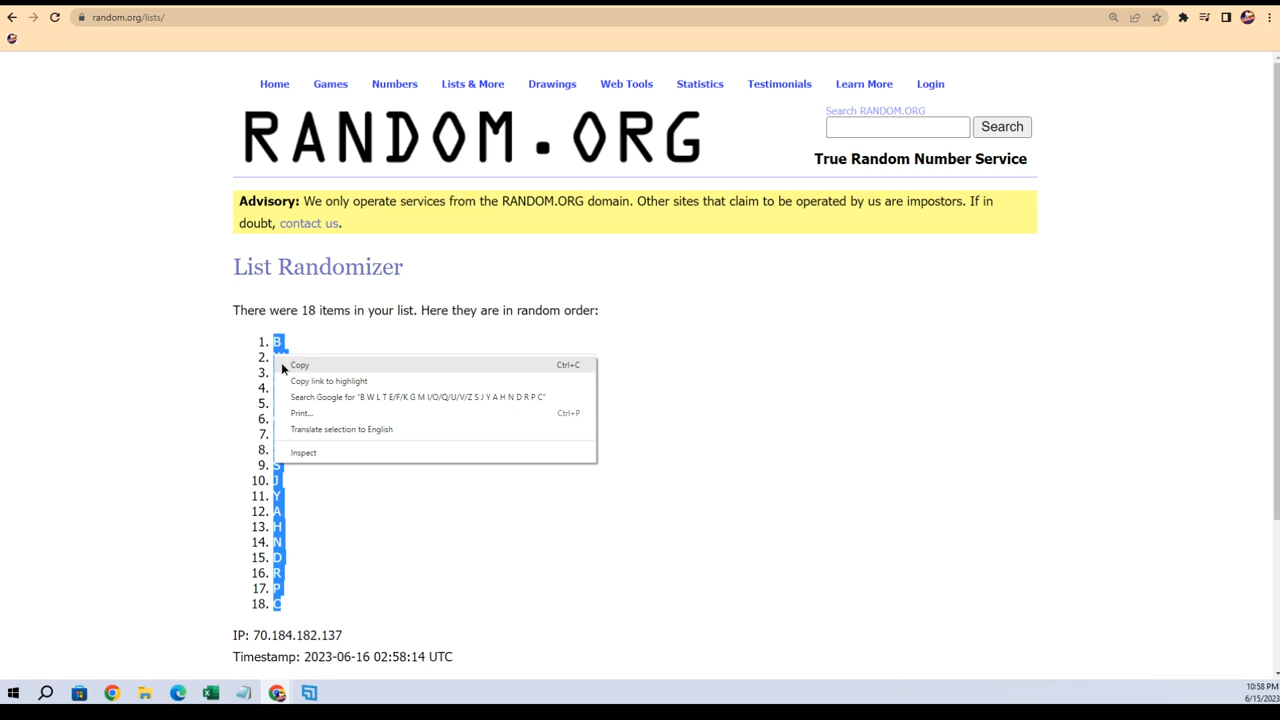 random.org/lists/
Home Games Numbers Lists & More Drawings Web Tools Statistics Testimonials Learn More Login
RANDOM.ORG
Search RANDOM.ORG
Search
True Random Number Service
Advisory: We only operate services from the RANDOM.ORG domain. Other sites that claim to be operated by us are impostors. If in
doubt, contact us.
List Randomizer
There were 18 items in your list. Here they are in random order:
1. B
2.
3.
4.
5.
6.
7.
8.
9. S
10. J
11. Y
12. A
13. H
14. N
15. D
16. R
17. P
18. C
Copy Ctrl+C
Copy link to highlight
Search Google for "B W L T E/F/K G M I/O/Q/U/V/Z S J Y A H N D R P C"
Print... Ctrl+P
Translate selection to English
Inspect
IP: 70.184.182.137
Timestamp: 2023-06-16 02:58:14 UTC
10:58 PM
6/15/2023